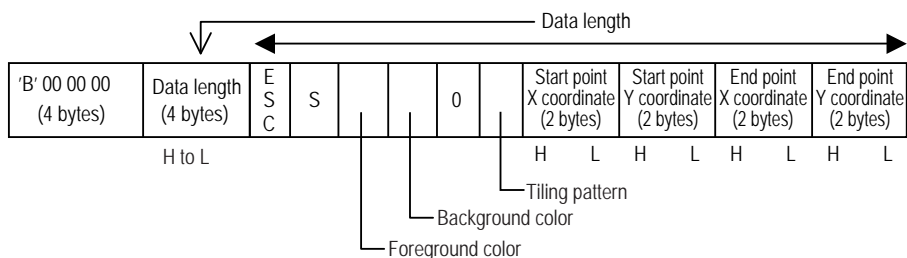 Data length
'B' 00 00 00
(4 bytes)
Data length
(4 bytes)
E
S
C
S
0
Start point
X coordinate
(2 bytes)
Start point
Y coordinate
(2 bytes)
End point
X coordinate
(2 bytes)
End point
Y coordinate
(2 bytes)
H to L
H L H L H L H L
Tiling pattern
Background color
Foreground color